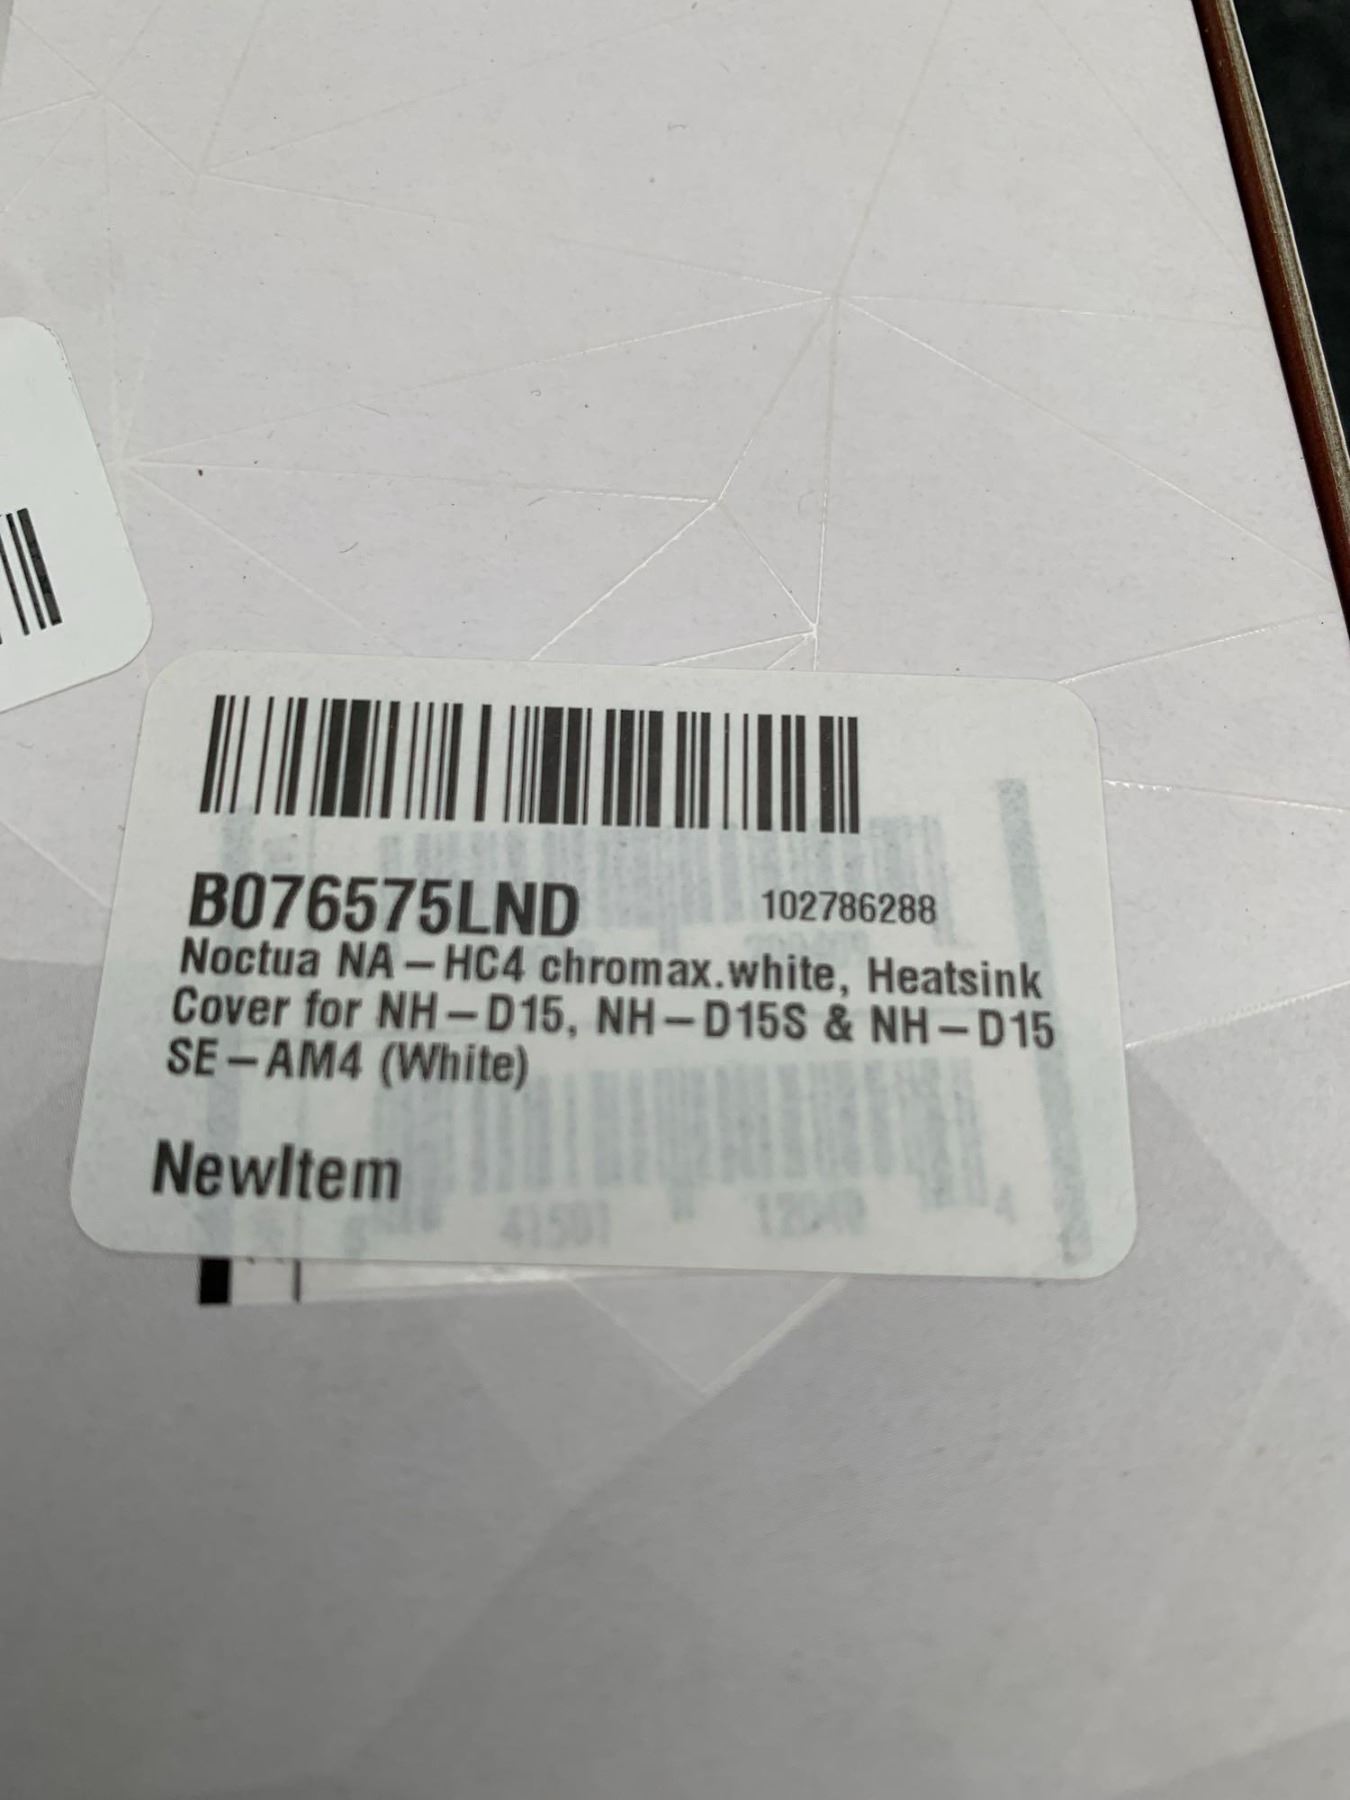 B076575LND 102786288
Noctua NA-HC4 chromax.white, Heatsink
Cover for NH-D15, NH-D15S & NH-D15
SE-AM4 (White)
NewItem